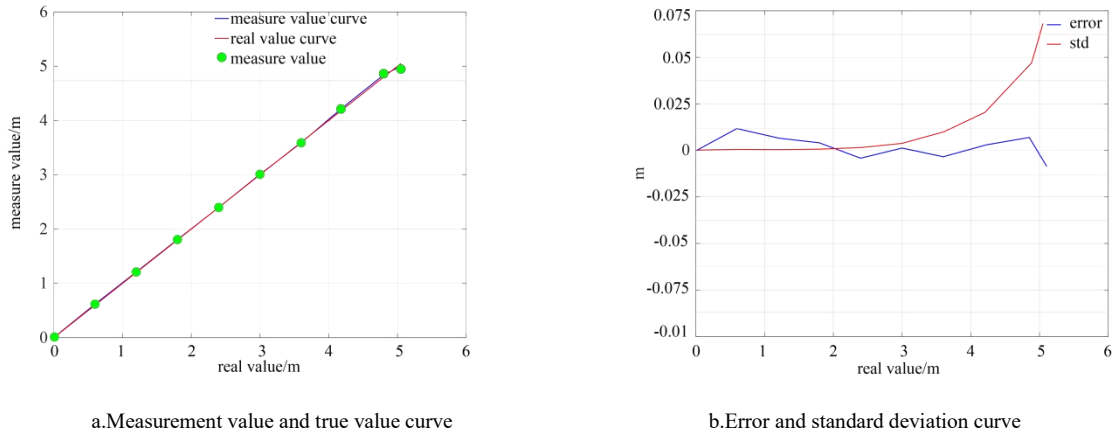 measure value curve
real value curve
measure value
6
5
4
3
2
1
0
measure value/m
0 1 2 3 4 5 6
real value/m
a.Measurement value and true value curve
error
std
0.075
0.05
0.025
0
-0.025
-0.05
-0.075
-0.01
m
0 1 2 3 4 5 6
real value/m
b.Error and standard deviation curve